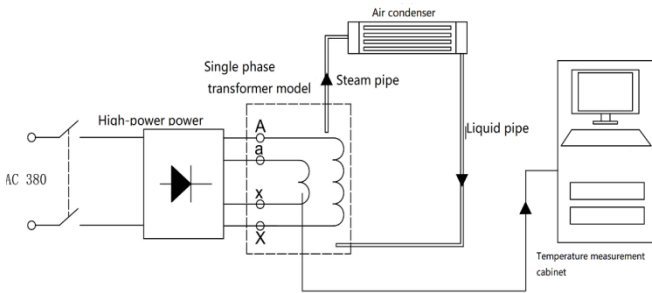 Air condenser
Single phase
transformer model
Steam pipe
High-power power
Liquid pipe
A
a
AC 380
x
X
Temperature measurement
cabinet